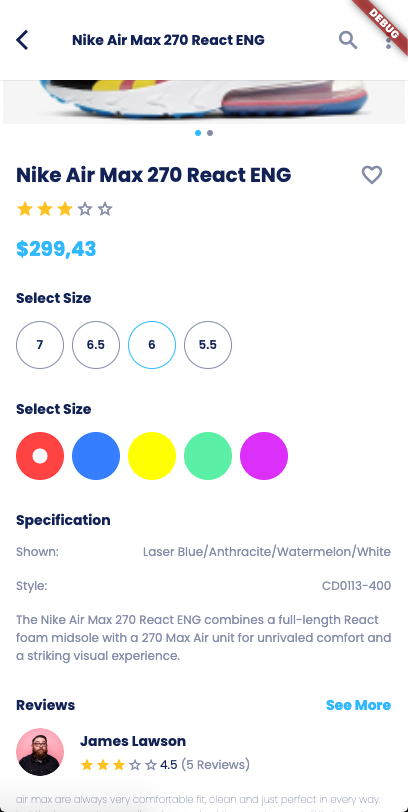 Nike Air Max 270 React ENG
DEBUG
Nike Air Max 270 React ENG
$299,43
Select Size
7 6.5 6 5.5
Select Size
Specification
Shown: Laser Blue/Anthracite/Watermelon/White
Style: CD0113-400
The Nike Air Max 270 React ENG combines a full-length React
foam midsole with a 270 Max Air unit for unrivaled comfort and
a striking visual experience.
Reviews See More
James Lawson
4.5 (5 Reviews)
air max are always very comfortable fit, clean and just perfect in every way.